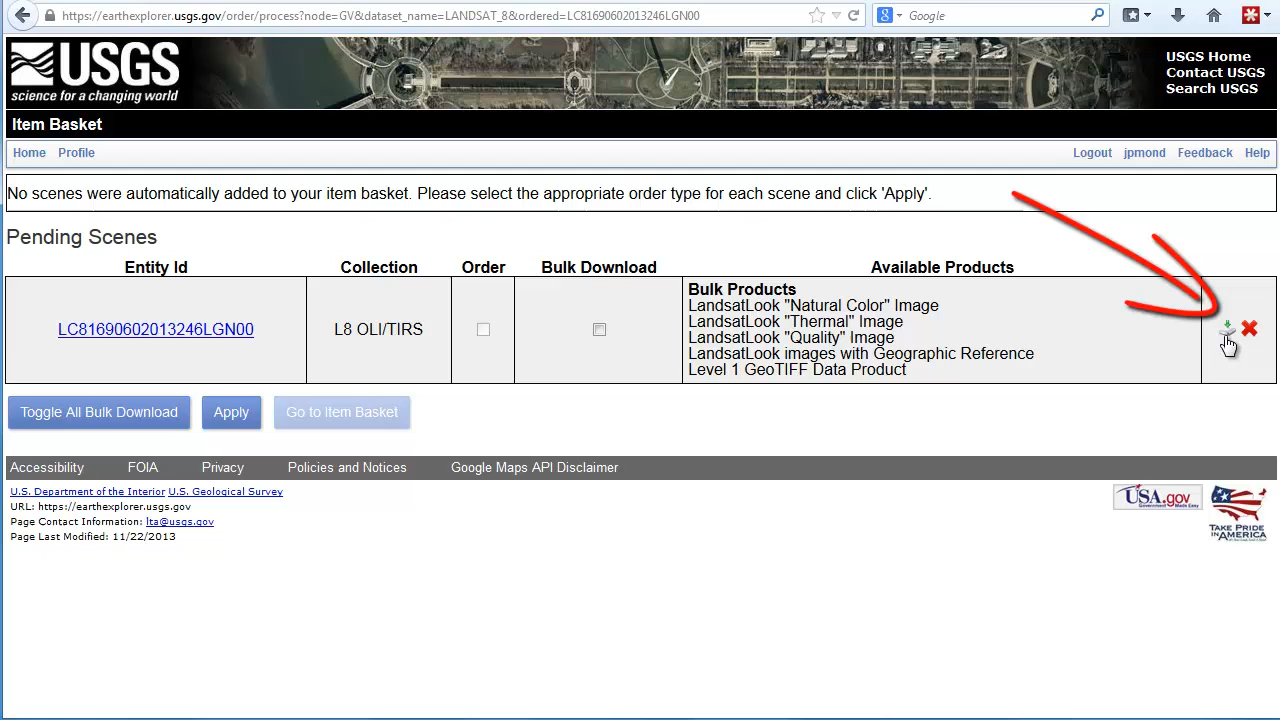 https://earthexplorer.usgs.gov/order/process?node=GV&dataset_name=LANDSAT_8&ordered=LC81690602013246LGN00
Google
USGS
science for a changing world
USGS Home
Contact USGS
Search USGS
Item Basket
Home Profile Logout jpmond Feedback Help
No scenes were automatically added to your item basket. Please select the appropriate order type for each scene and click 'Apply'.
Pending Scenes
Entity Id Collection Order Bulk Download Available Products
LC81690602013246LGN00 L8 OLI/TIRS
Bulk Products
LandsatLook "Natural Color" Image
LandsatLook "Thermal" Image
LandsatLook "Quality" Image
LandsatLook images with Geographic Reference
Level 1 GeoTIFF Data Product
Toggle All Bulk Download Apply Go to Item Basket
Accessibility FOIA Privacy Policies and Notices Google Maps API Disclaimer
U.S. Department of the Interior U.S. Geological Survey
URL: https://earthexplorer.usgs.gov
Page Contact Information: lta@usgs.gov
Page Last Modified: 11/22/2013
USA.gov
Government Made Easy
TAKE PRIDE
IN AMERICA